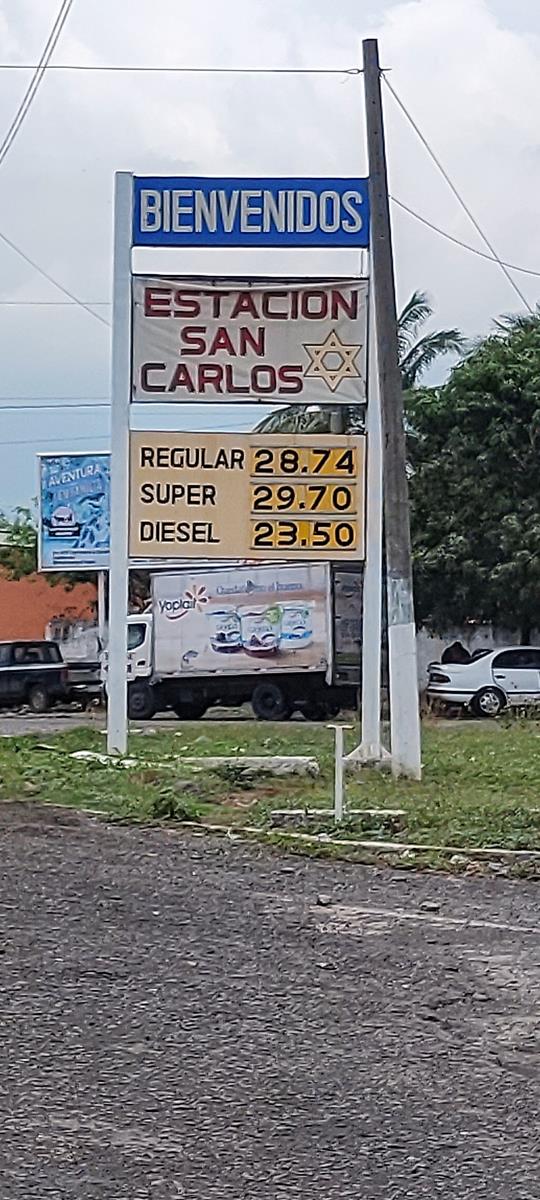 BIENVENIDOS
ESTACION
SAN
CARLOS
REGULAR 28.74
SUPER 29.70
DIESEL 23.50
AVENTURA
Yoplait